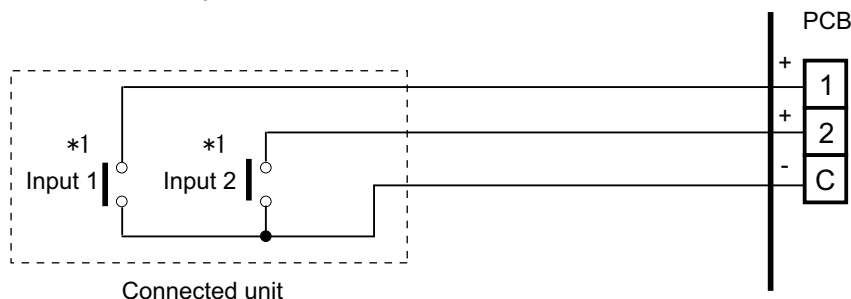 PCB
+
1
*1
*1
+
2
Input 1
Input 2
-
C
Connected unit